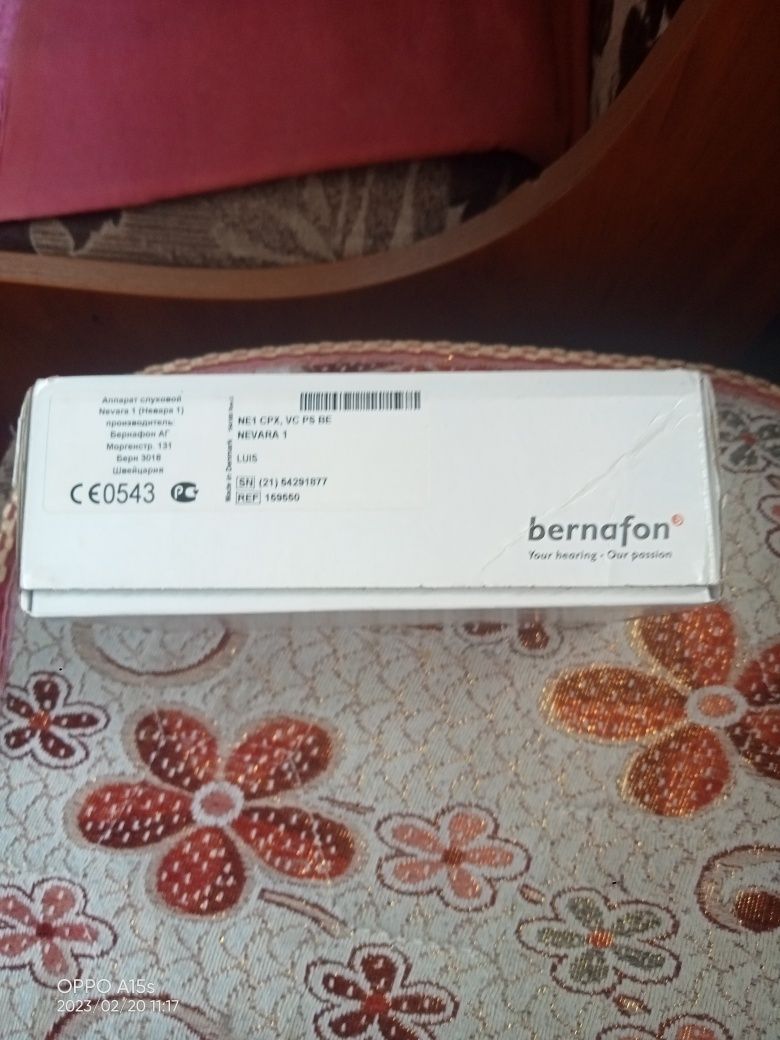 Аппарат слуховой
Nevara 1 (Невара 1)
производитель:
Бернафон АГ
Моргенстр. 131
Берн 3018
Швейцария
CE0543
Made in Denmark
NE1 CPX, VC PS BE
NEVARA 1
LUIS
SN (21) 54291877
REF 159550
bernafon
Your hearing • Our passion
OPPO A15s
2023/02/20 11:17